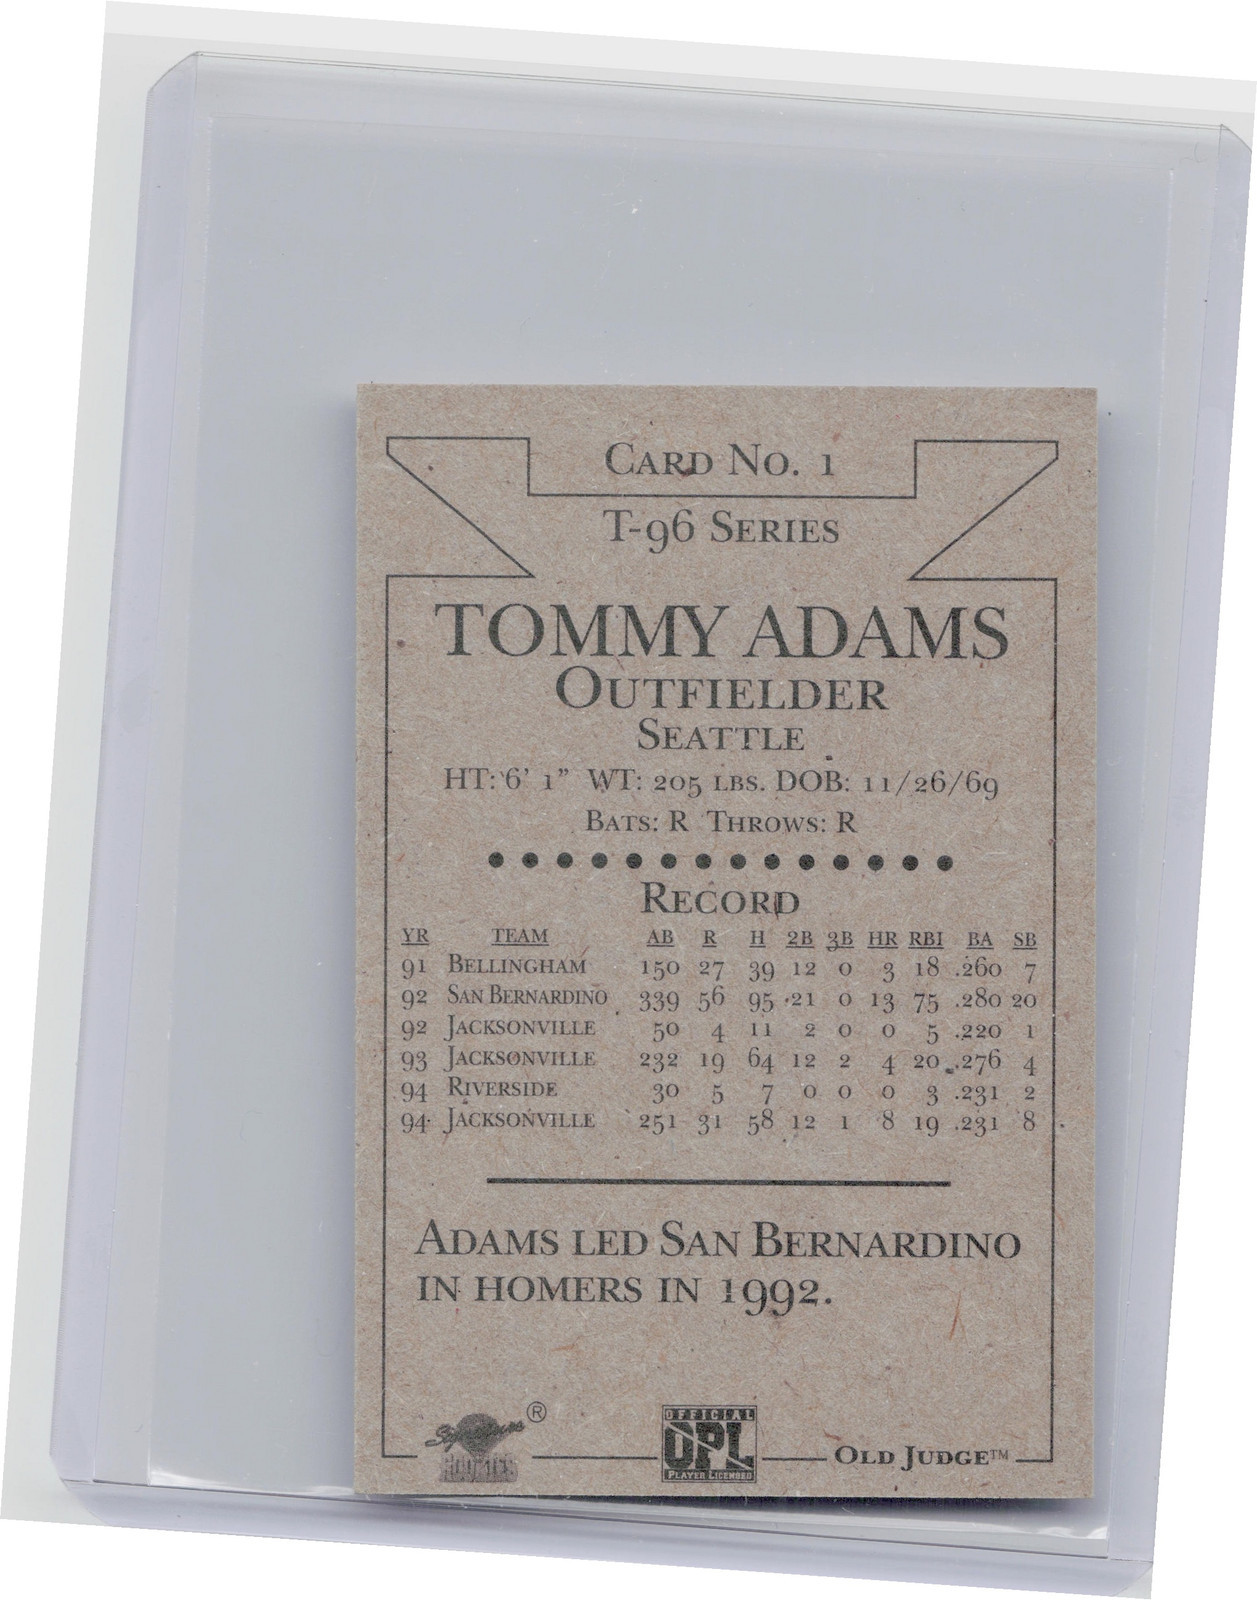 CARD NO. 1
T-96 SERIES
TOMMY ADAMS
OUTFIELDER
SEATTLE
HT: 6' 1" WT: 205 LBS. DOB: 11/26/69
BATS: R THROWS: R
RECORD
YR TEAM AB R H 2B 3B HR RBI BA SB
91 BELLINGHAM 150 27 39 12 0 3 18 .260 7
92 SAN BERNARDINO 339 56 95 21 0 13 75 .280 20
92 JACKSONVILLE 50 4 11 2 0 0 5 .220 1
93 JACKSONVILLE 232 19 64 12 2 4 20 .276 4
94 RIVERSIDE 30 5 7 0 0 0 3 .231 2
94 JACKSONVILLE 251 31 58 12 1 8 19 .231 8
ADAMS LED SAN BERNARDINO
IN HOMERS IN 1992.
Signature ®
ROOKIES
OFFICIAL
OPL
PLAYER LICENSED
OLD JUDGE™